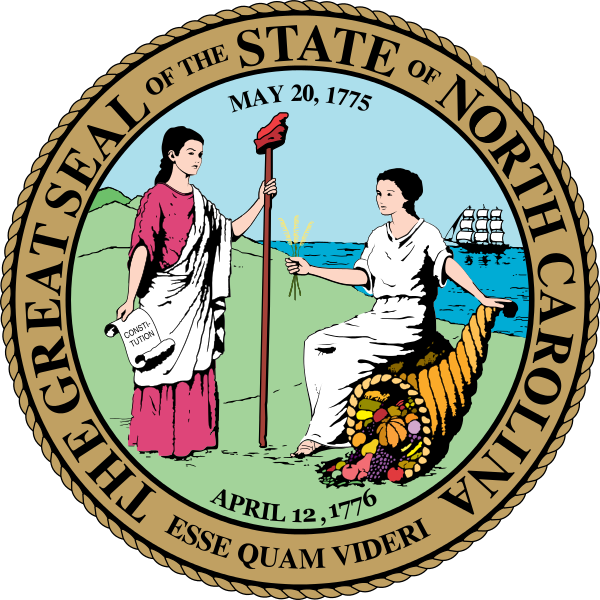 THE GREAT SEAL OF THE STATE OF NORTH CAROLINA
MAY 20, 1775
CONSTI-
TUTION
APRIL 12, 1776
ESSE QUAM VIDERI